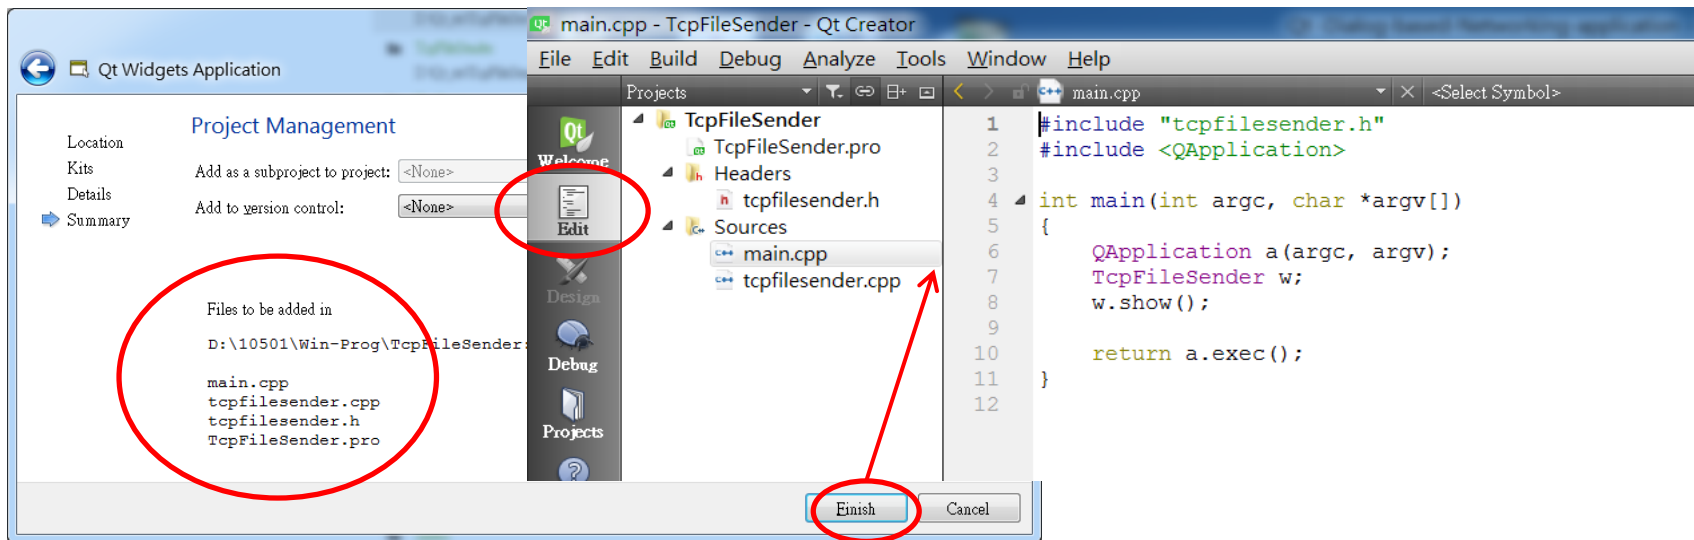 Qt Widgets Application
Location
Kits
Details
Summary
Project Management
Add as a subproject to project: <None>
Add to version control: <None>
Files to be added in
D:\10501\Win-Prog\TcpFileSender:
main.cpp
tcpfilesender.cpp
tcpfilesender.h
TcpFileSender.pro
Finish
Cancel
main.cpp - TcpFileSender - Qt Creator
File Edit Build Debug Analyze Tools Window Help
Projects
main.cpp
<Select Symbol>
Welcome
Edit
Design
Debug
Projects
TcpFileSender
TcpFileSender.pro
Headers
tcpfilesender.h
Sources
main.cpp
tcpfilesender.cpp
1 #include "tcpfilesender.h"
2 #include <QApplication>
3
4 int main(int argc, char *argv[])
5 {
6 QApplication a(argc, argv);
7 TcpFileSender w;
8 w.show();
9
10 return a.exec();
11 }
12